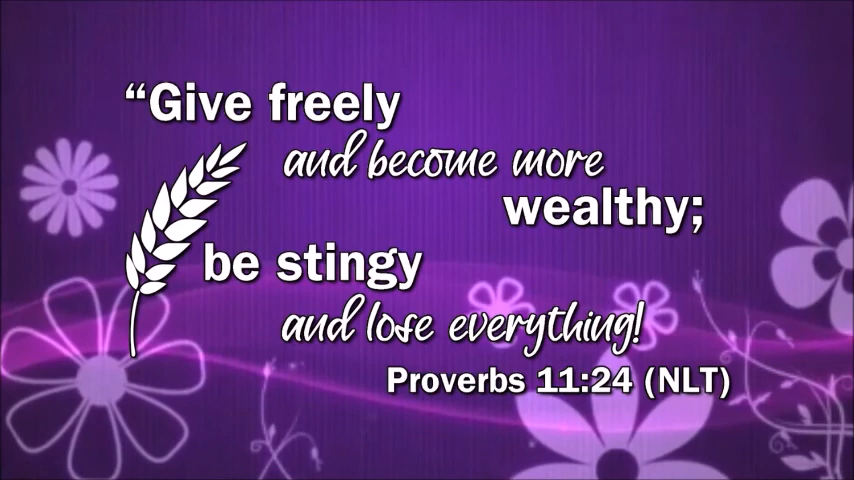 “Give freely
and become more
wealthy;
be stingy
and lose everything!
Proverbs 11:24 (NLT)